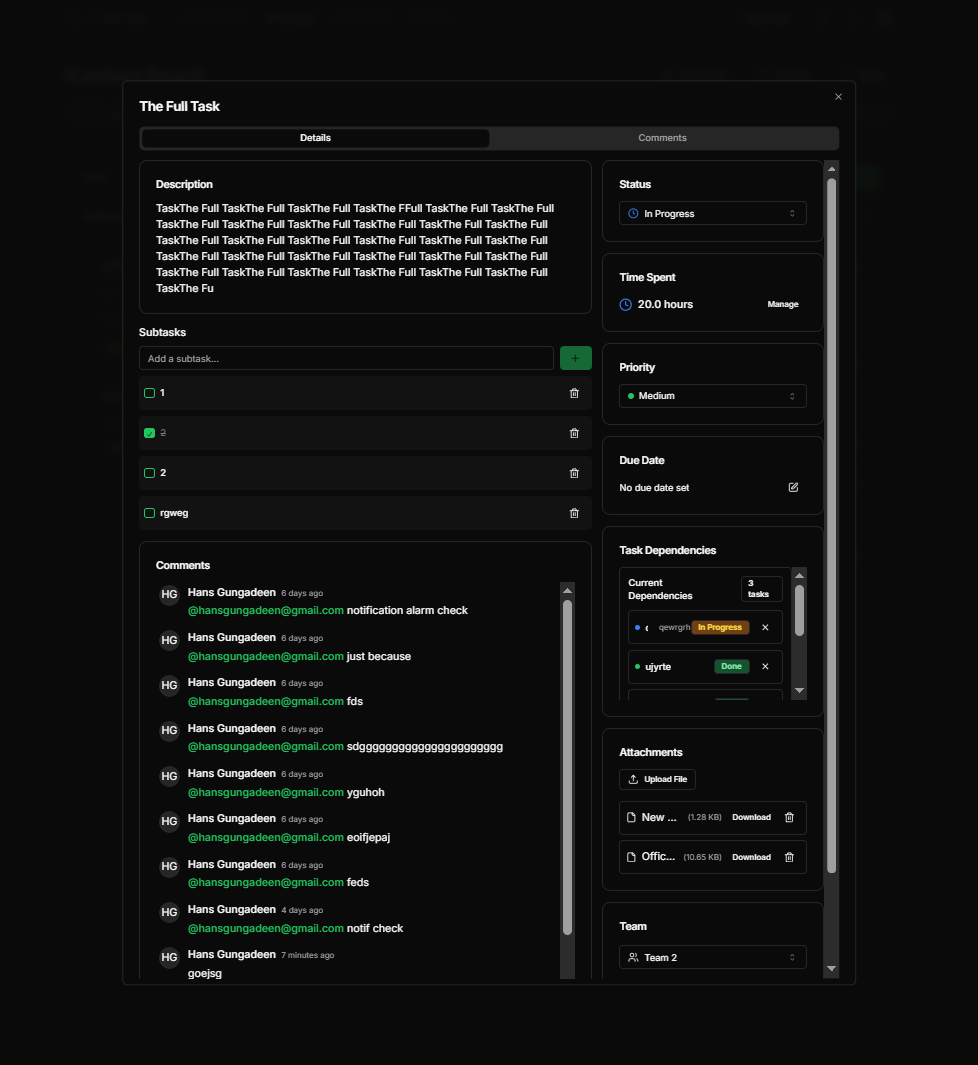 The Full Task
Details
Comments
Description
TaskThe Full TaskThe Full TaskThe Full TaskThe FFull TaskThe Full TaskThe Full
TaskThe Full TaskThe Full TaskThe Full TaskThe Full TaskThe Full TaskThe Full
TaskThe Full TaskThe Full TaskThe Full TaskThe Full TaskThe Full TaskThe Full
TaskThe Full TaskThe Full TaskThe Full TaskThe Full TaskThe Full TaskThe Full
TaskThe Full TaskThe Full TaskThe Full TaskThe Full TaskThe Full TaskThe Full
TaskThe Fu
Subtasks
Add a subtask...
1
2
2
rgweg
Comments
HG Hans Gungadeen 6 days ago
@hansgungadeen@gmail.com notification alarm check
HG Hans Gungadeen 6 days ago
@hansgungadeen@gmail.com just because
HG Hans Gungadeen 6 days ago
@hansgungadeen@gmail.com fds
HG Hans Gungadeen 6 days ago
@hansgungadeen@gmail.com sdgggggggggggggggggggggg
HG Hans Gungadeen 6 days ago
@hansgungadeen@gmail.com yguhoh
HG Hans Gungadeen 6 days ago
@hansgungadeen@gmail.com eoifjepaj
HG Hans Gungadeen 6 days ago
@hansgungadeen@gmail.com feds
HG Hans Gungadeen 4 days ago
@hansgungadeen@gmail.com notif check
HG Hans Gungadeen 7 minutes ago
goejsg
Status
In Progress
Time Spent
20.0 hours Manage
Priority
Medium
Due Date
No due date set
Task Dependencies
Current
Dependencies
3
tasks
qewrgrh In Progress
ujyrte Done
Attachments
Upload File
New ... (1.28 KB) Download
Offic... (10.65 KB) Download
Team
Team 2